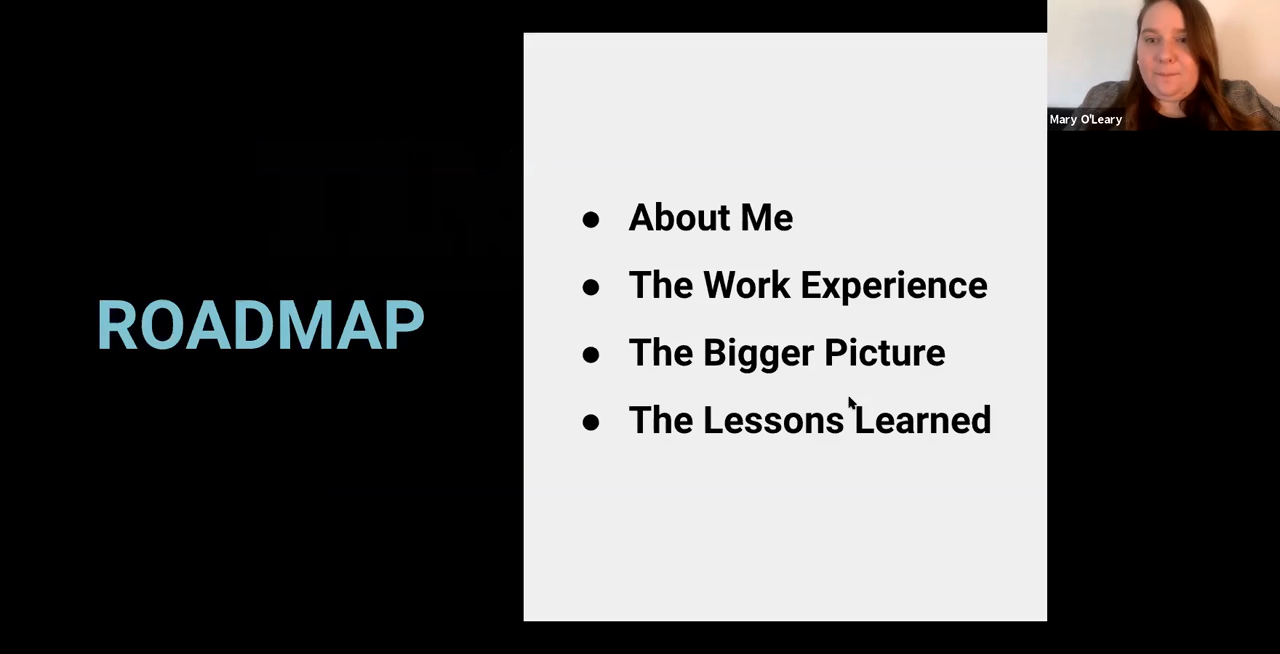 ROADMAP
● About Me
● The Work Experience
● The Bigger Picture
● The Lessons Learned
Mary O'Leary